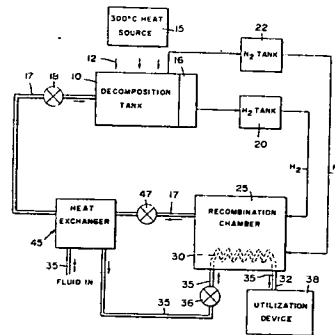 300°C HEAT
SOURCE
15
22
N2 TANK
12
16
17
18
10
DECOMPOSITION
TANK
H2 TANK
20
H2
47
17
25
HEAT
EXCHANGER
45
RECOMBINATION
CHAMBER
30
35
FLUID IN
35
35
32
36
38
35
UTILIZATION
DEVICE